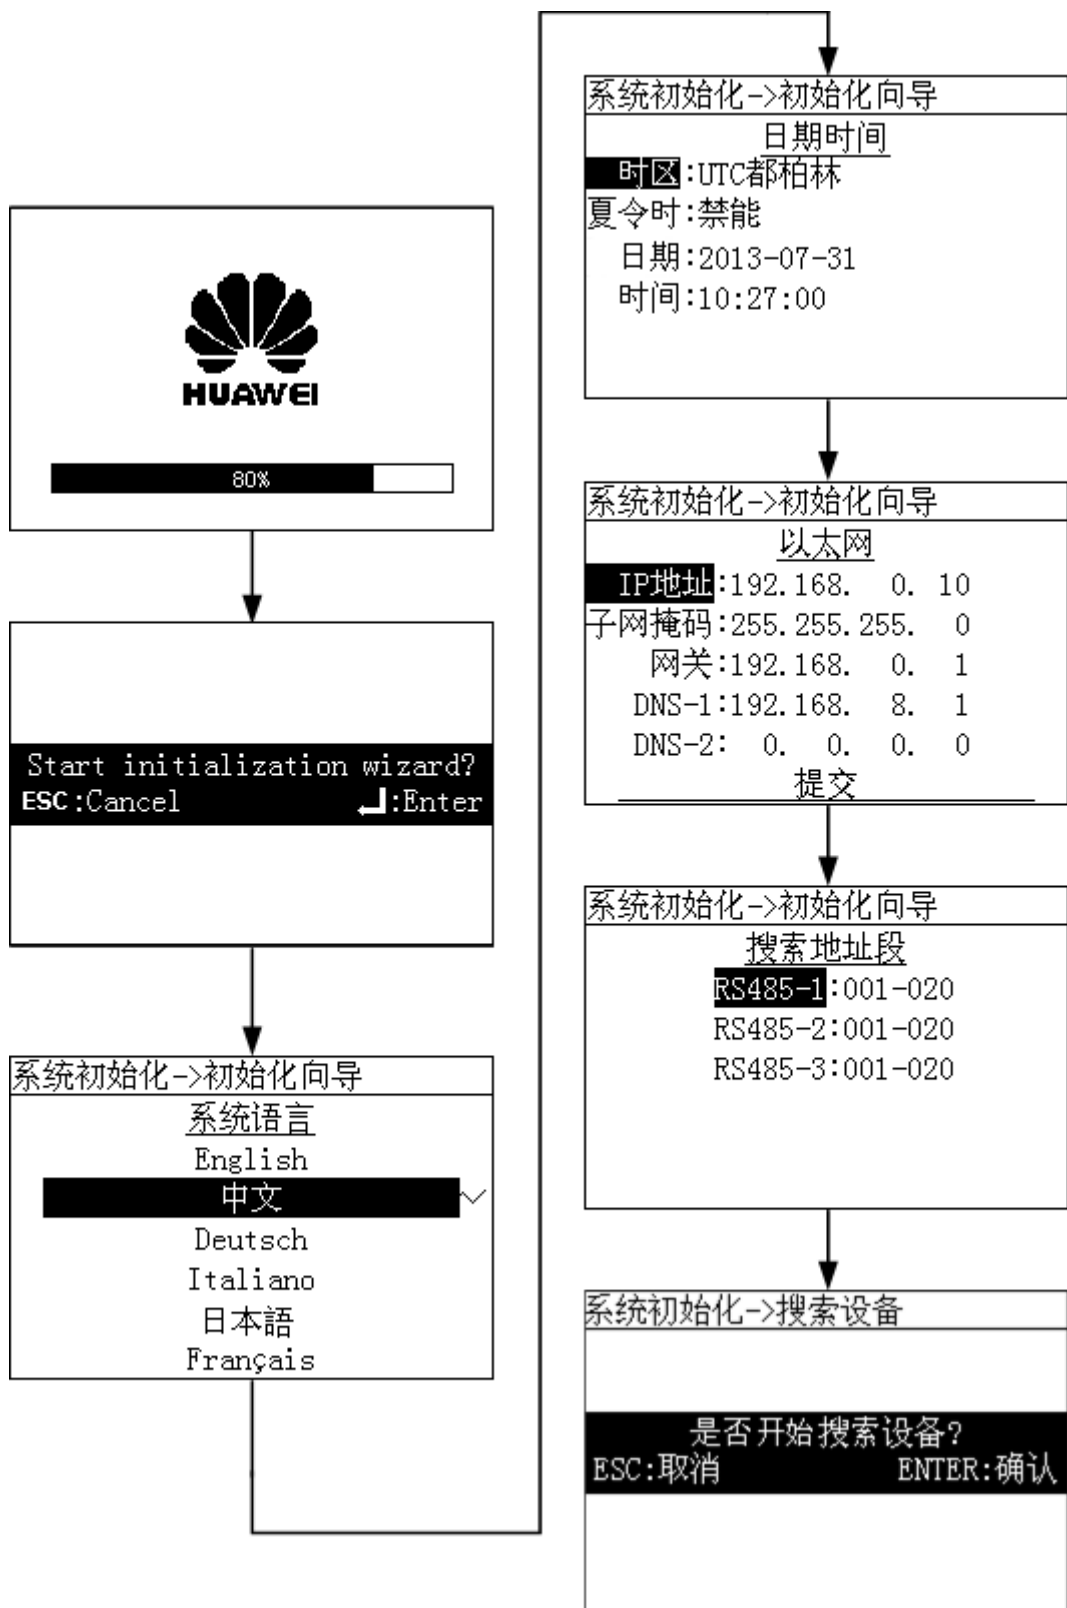 HUAWEI
80%
Start initialization wizard?
ESC:Cancel :Enter
系统初始化->初始化向导
系统语言
English
中文
Deutsch
Italiano
日本語
Français
系统初始化->初始化向导
日期时间
时区:UTC都柏林
夏令时:禁能
日期:2013-07-31
时间:10:27:00
系统初始化->初始化向导
以太网
IP地址:192.168. 0. 10
子网掩码:255.255.255. 0
网关:192.168. 0. 1
DNS-1:192.168. 8. 1
DNS-2: 0. 0. 0. 0
提交
系统初始化->初始化向导
搜索地址段
RS485-1:001-020
RS485-2:001-020
RS485-3:001-020
系统初始化->搜索设备
是否开始搜索设备?
ESC:取消 ENTER:确认